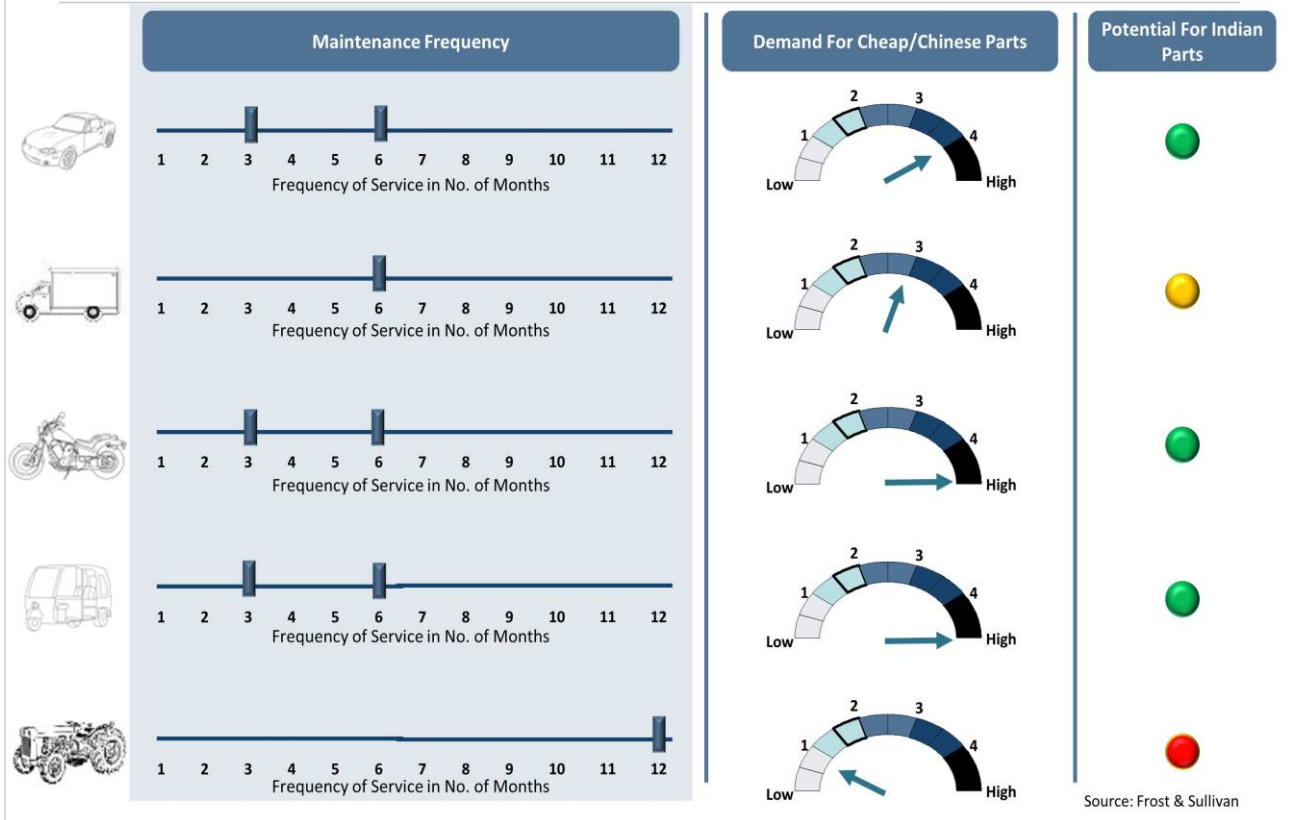 Maintenance Frequency
Demand For Cheap/Chinese Parts
Potential For Indian
Parts
1 2 3 4 5 6 7 8 9 10 11 12
Frequency of Service in No. of Months
1 2 3 4
Low High
1 2 3 4 5 6 7 8 9 10 11 12
Frequency of Service in No. of Months
1 2 3 4
Low High
1 2 3 4 5 6 7 8 9 10 11 12
Frequency of Service in No. of Months
1 2 3 4
Low High
1 2 3 4 5 6 7 8 9 10 11 12
Frequency of Service in No. of Months
1 2 3 4
Low High
1 2 3 4 5 6 7 8 9 10 11 12
Frequency of Service in No. of Months
1 2 3 4
Low High
Source: Frost & Sullivan